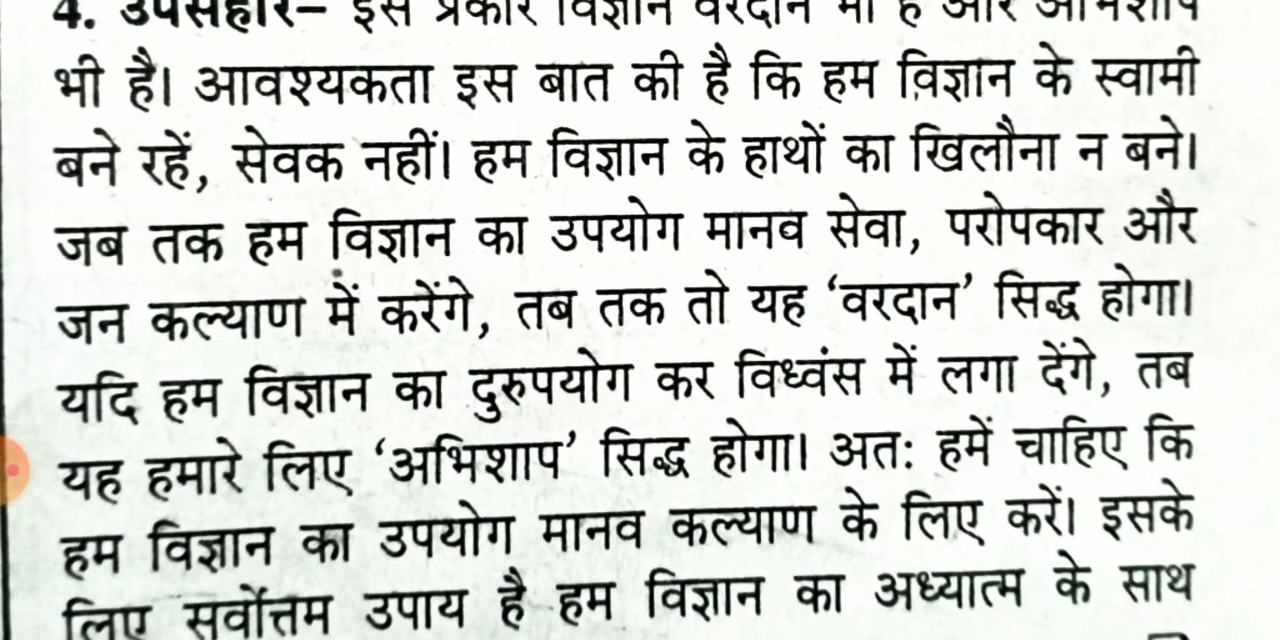 4. उपसंहार– इस प्रकार विज्ञान वरदान भी है और अभिशाप
भी है। आवश्यकता इस बात की है कि हम विज्ञान के स्वामी
बने रहें, सेवक नहीं। हम विज्ञान के हाथों का खिलौना न बने।
जब तक हम विज्ञान का उपयोग मानव सेवा, परोपकार और
जन कल्याण में करेंगे, तब तक तो यह ‘वरदान’ सिद्ध होगा।
यदि हम विज्ञान का दुरुपयोग कर विध्वंस में लगा देंगे, तब
यह हमारे लिए ‘अभिशाप’ सिद्ध होगा। अतः हमें चाहिए कि
हम विज्ञान का उपयोग मानव कल्याण के लिए करें। इसके
लिए सर्वोत्तम उपाय है हम विज्ञान का अध्यात्म के साथ